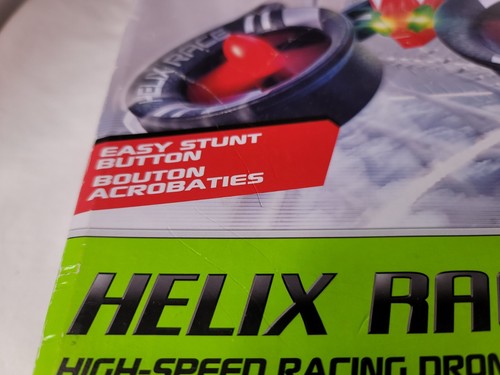 HELIX RACE
EASY STUNT
BUTTON
BOUTON
ACROBATIES
HELIX RA
HIGH-SPEED RACING DRON